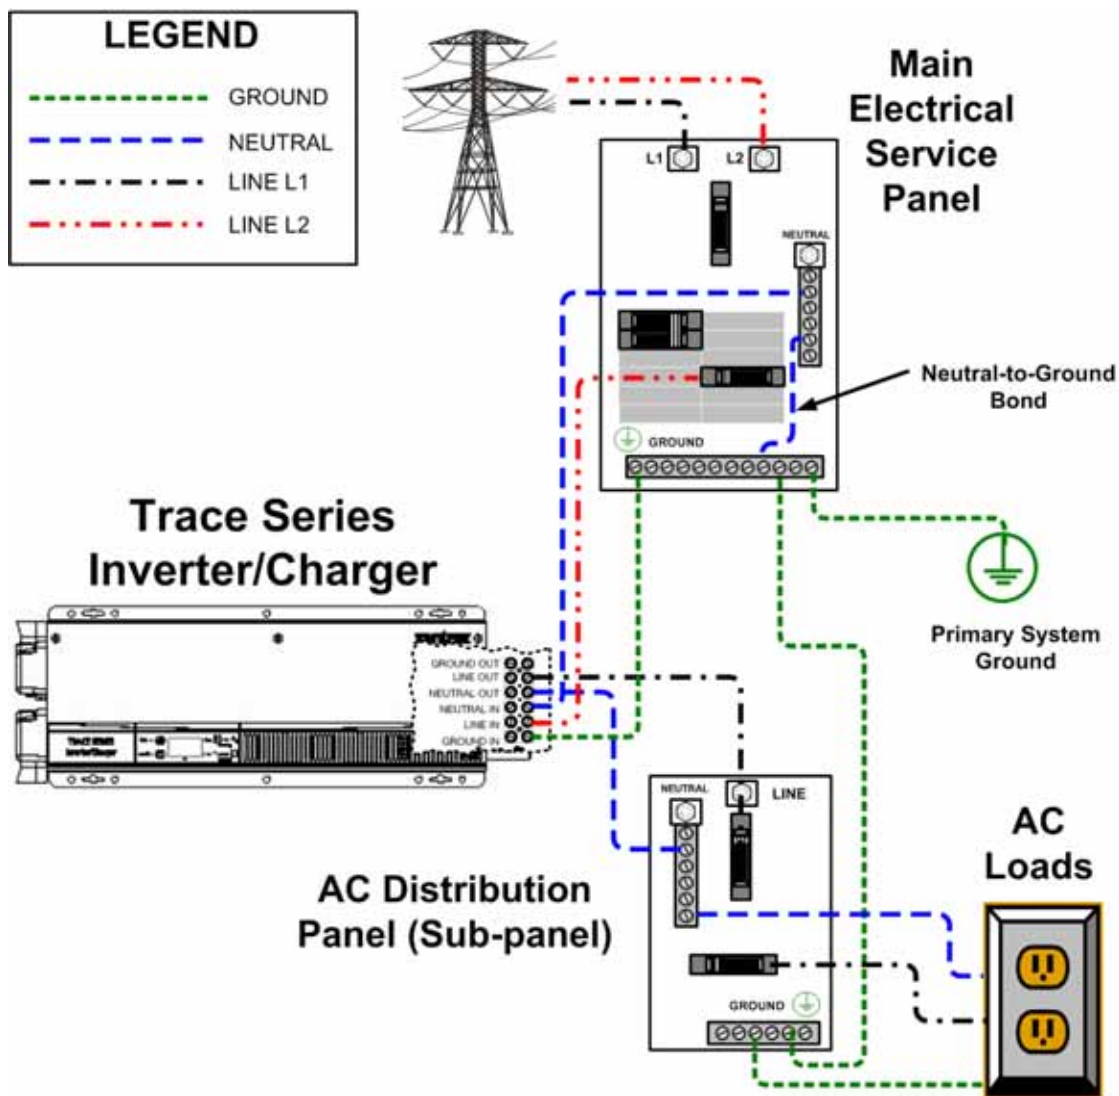 LEGEND
GROUND
NEUTRAL
LINE L1
LINE L2
Main
Electrical
Service
Panel
L1
L2
NEUTRAL
Neutral-to-Ground
Bond
GROUND
Trace Series
Inverter/Charger
Primary System
Ground
GROUND OUT
LINE OUT
NEUTRAL OUT
NEUTRAL IN
LINE IN
GROUND IN
NEUTRAL
LINE
AC Distribution
Panel (Sub-panel)
GROUND
AC
Loads